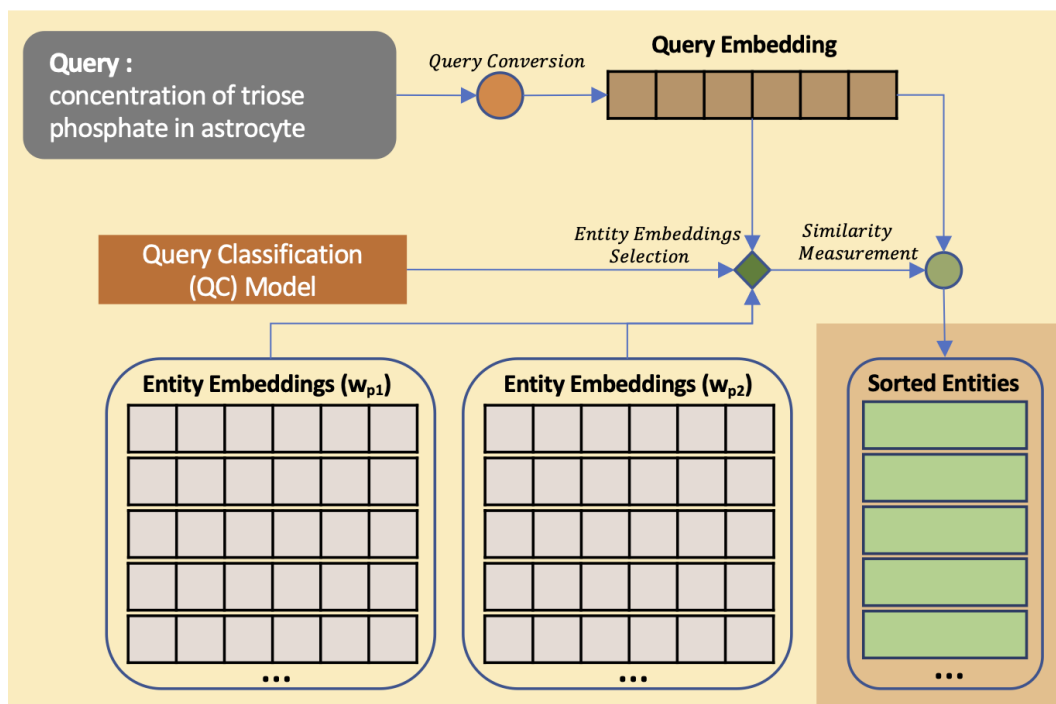 Query :
concentration of triose
phosphate in astrocyte
Query Conversion
Query Embedding
Query Classification
(QC) Model
Entity Embeddings
Selection
Similarity
Measurement
Entity Embeddings (wp1)
Entity Embeddings (wp2)
Sorted Entities
...
...
...